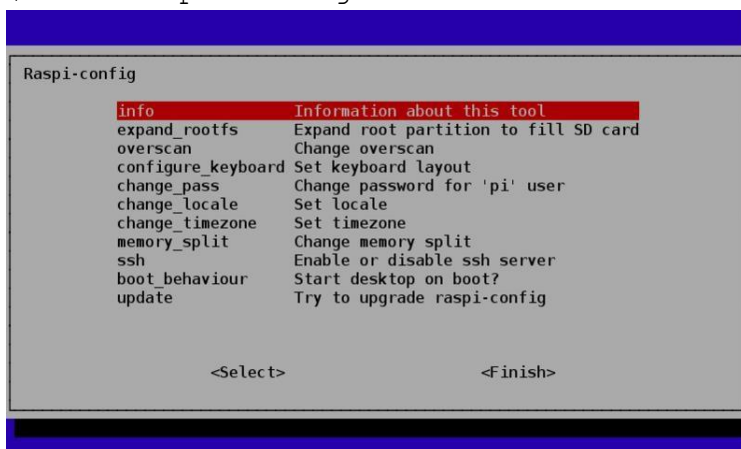 Raspi-config
info Information about this tool
expand_rootfs Expand root partition to fill SD card
overscan Change overscan
configure_keyboard Set keyboard layout
change_pass Change password for 'pi' user
change_locale Set locale
change_timezone Set timezone
memory_split Change memory split
ssh Enable or disable ssh server
boot_behaviour Start desktop on boot?
update Try to upgrade raspi-config
<Select> <Finish>